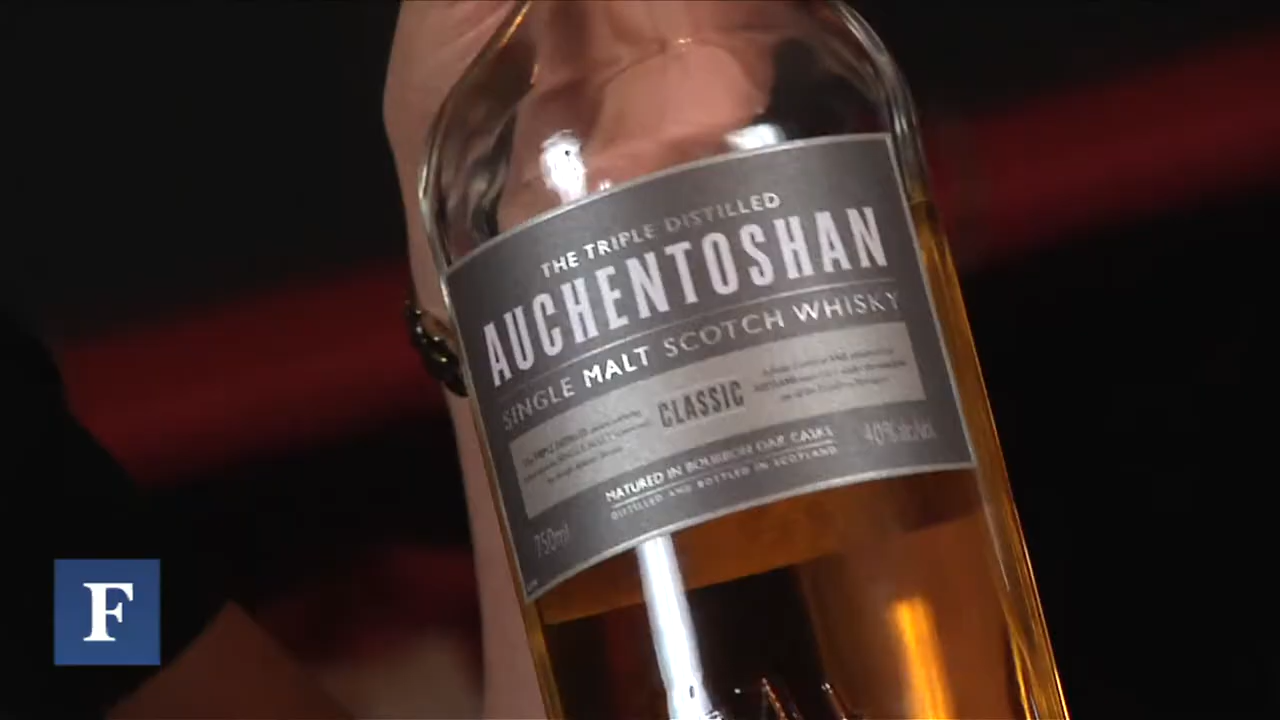 THE TRIPLE DISTILLED
AUCHENTOSHAN
SINGLE MALT SCOTCH WHISKY
CLASSIC
MATURED IN BOURBON OAK CASKS
DISTILLED AND BOTTLED IN SCOTLAND
40% alc/vol
750ml
F